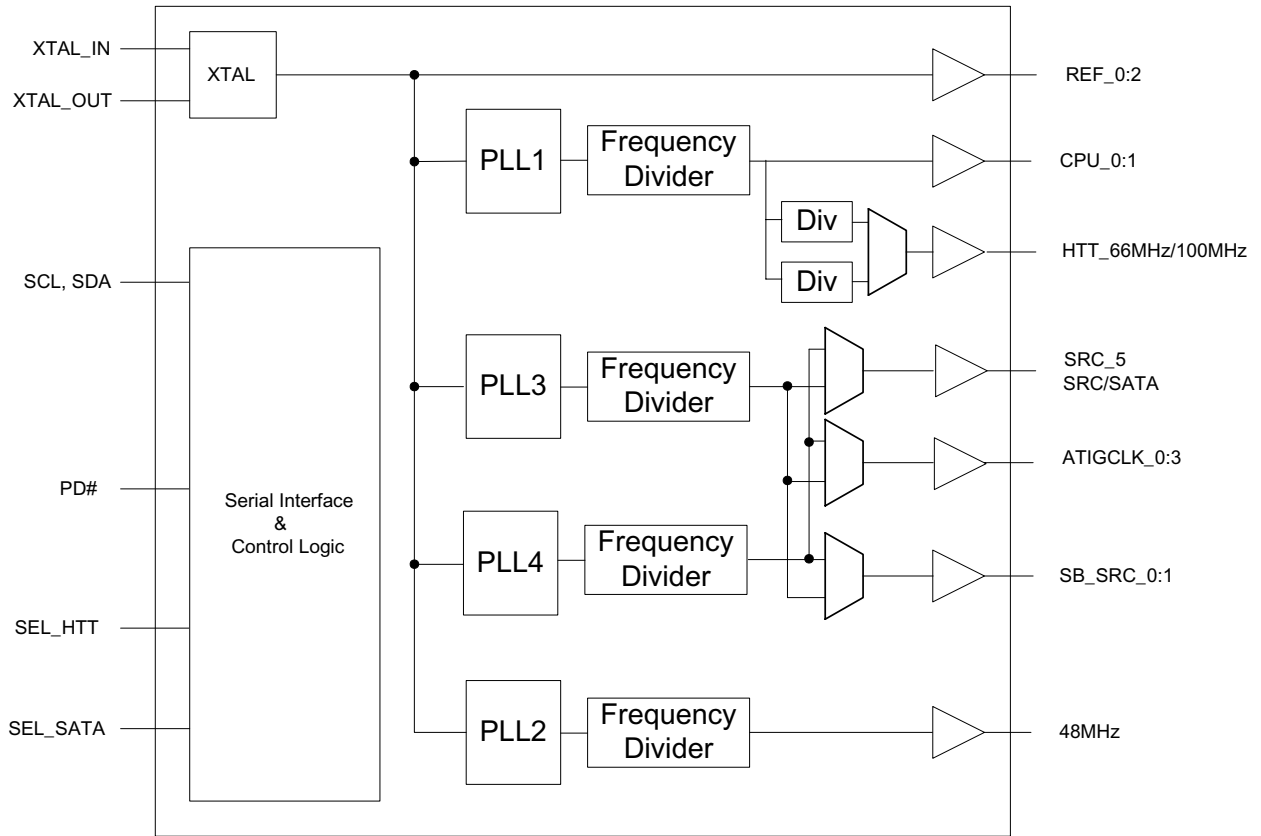 XTAL_IN
XTAL_OUT
XTAL
REF_0:2
PLL1
Frequency
Divider
CPU_0:1
Div
Div
HTT_66MHz/100MHz
SCL, SDA
PLL3
Frequency
Divider
SRC_5
SRC/SATA
ATIGCLK_0:3
PD#
Serial Interface
&
Control Logic
PLL4
Frequency
Divider
SB_SRC_0:1
SEL_HTT
SEL_SATA
PLL2
Frequency
Divider
48MHz